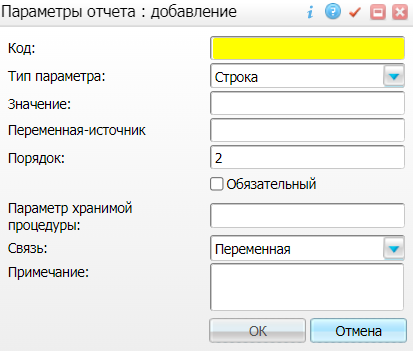 Параметры отчета : добавление
Код:
Тип параметра: Строка
Значение:
Переменная-источник
Порядок: 2
Обязательный
Параметр хранимой
процедуры:
Связь: Переменная
Примечание:
ОК Отмена